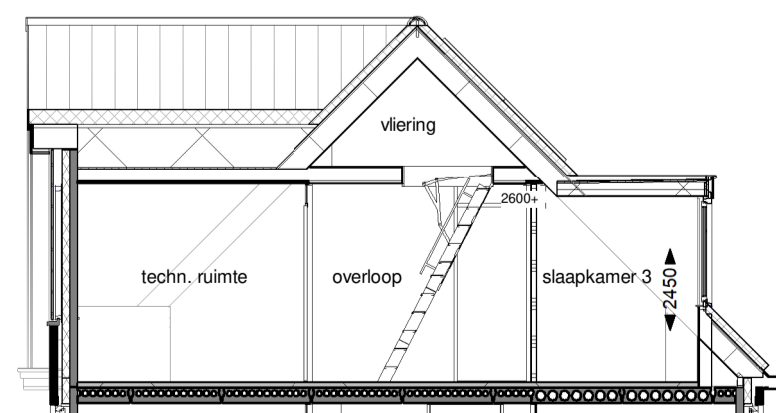 vliering
2600+
techn. ruimte
overloop
slaapkamer 3
2450